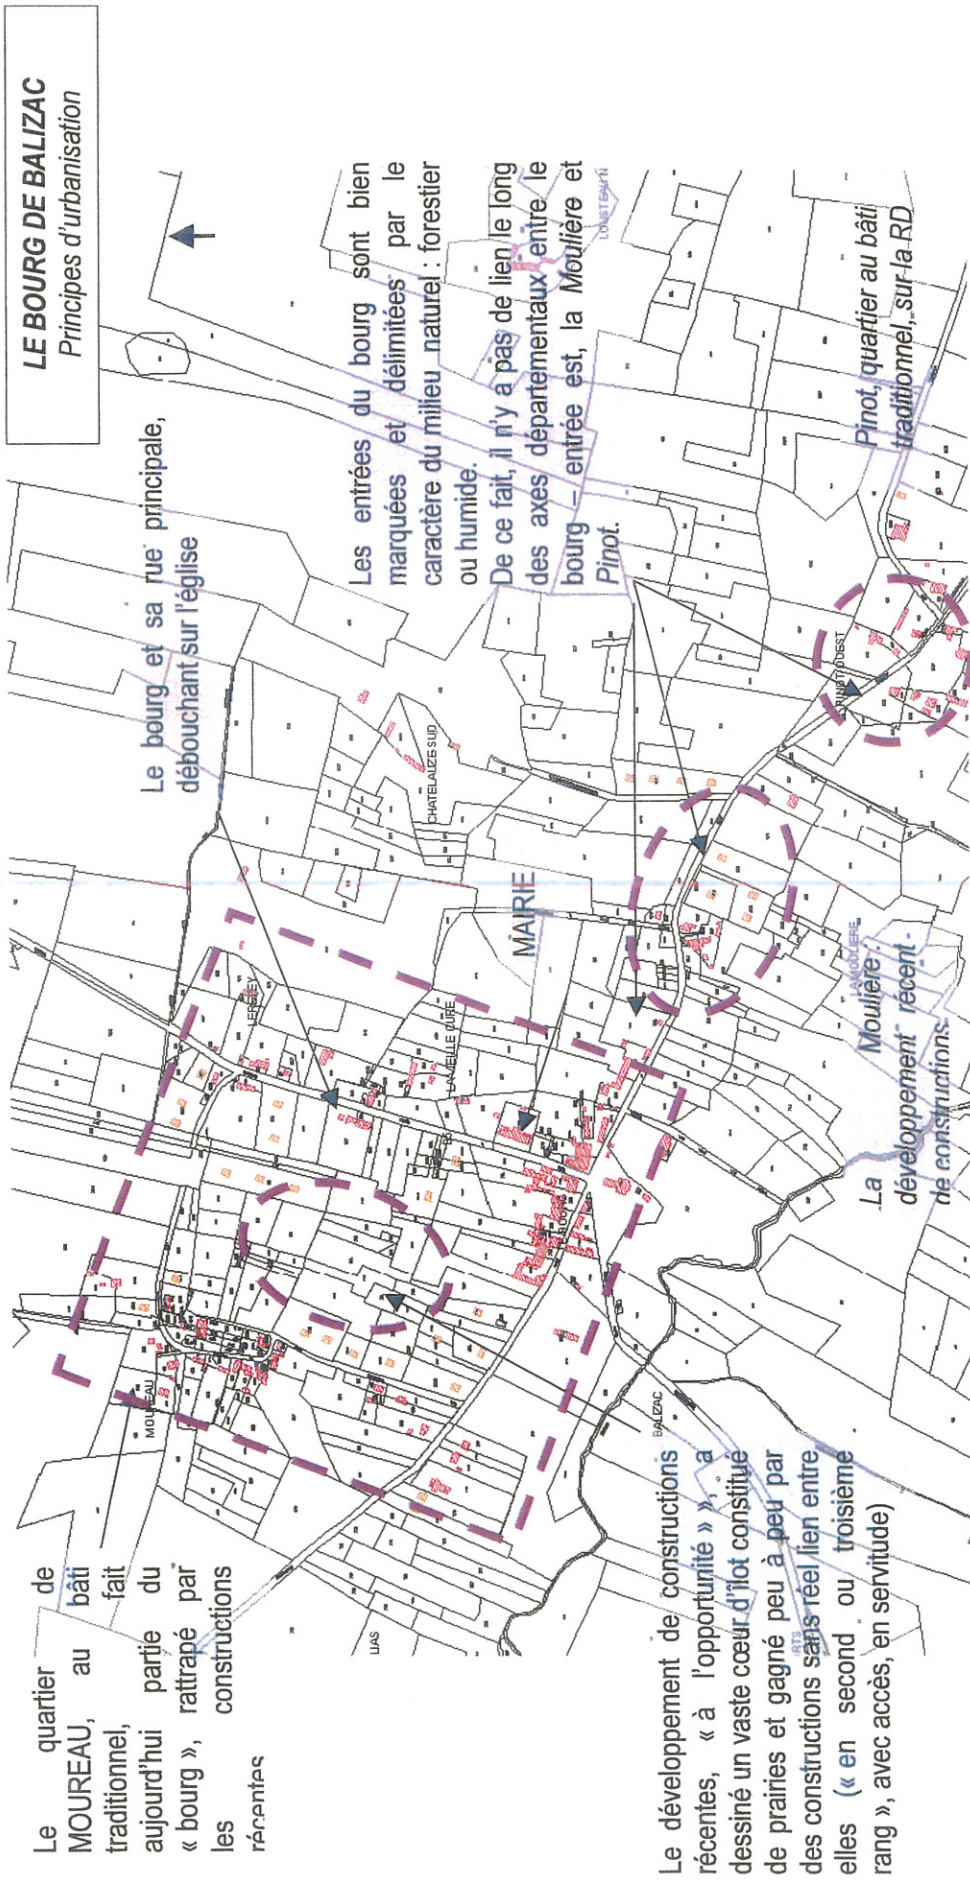 LE BOURG DE BALIZAC
Principes d'urbanisation
Le bourg et sa rue principale,
débouchant sur l'église
Les entrées du bourg sont bien
marquées et délimitées par le
caractère du milieu naturel : forestier
ou humide.
De ce fait, il n'y a pas de lien le long
des axes départementaux entre le
bourg – entrée est, la Moulière et
Pinot.
Le quartier de
MOUREAU, au bâti
traditionnel, fait
aujourd'hui partie du
« bourg », rattrapé par
les constructions
récentes
MOUREAU
LA VIEILLE CURE
CHATELAUZE SUD
MAIRIE
BOURG
BALIZAC
LAMOULIERE
Pinot, quartier au bâti
traditionnel, sur la RD
La Moulière :
développement récent
de constructions
Le développement de constructions
récentes, « à l'opportunité » », a
dessiné un vaste cœur d'îlot constitué
de prairies et gagné peu à peu par
des constructions sans réel lien entre
elles (« en second ou troisième
rang », avec accès, en servitude)